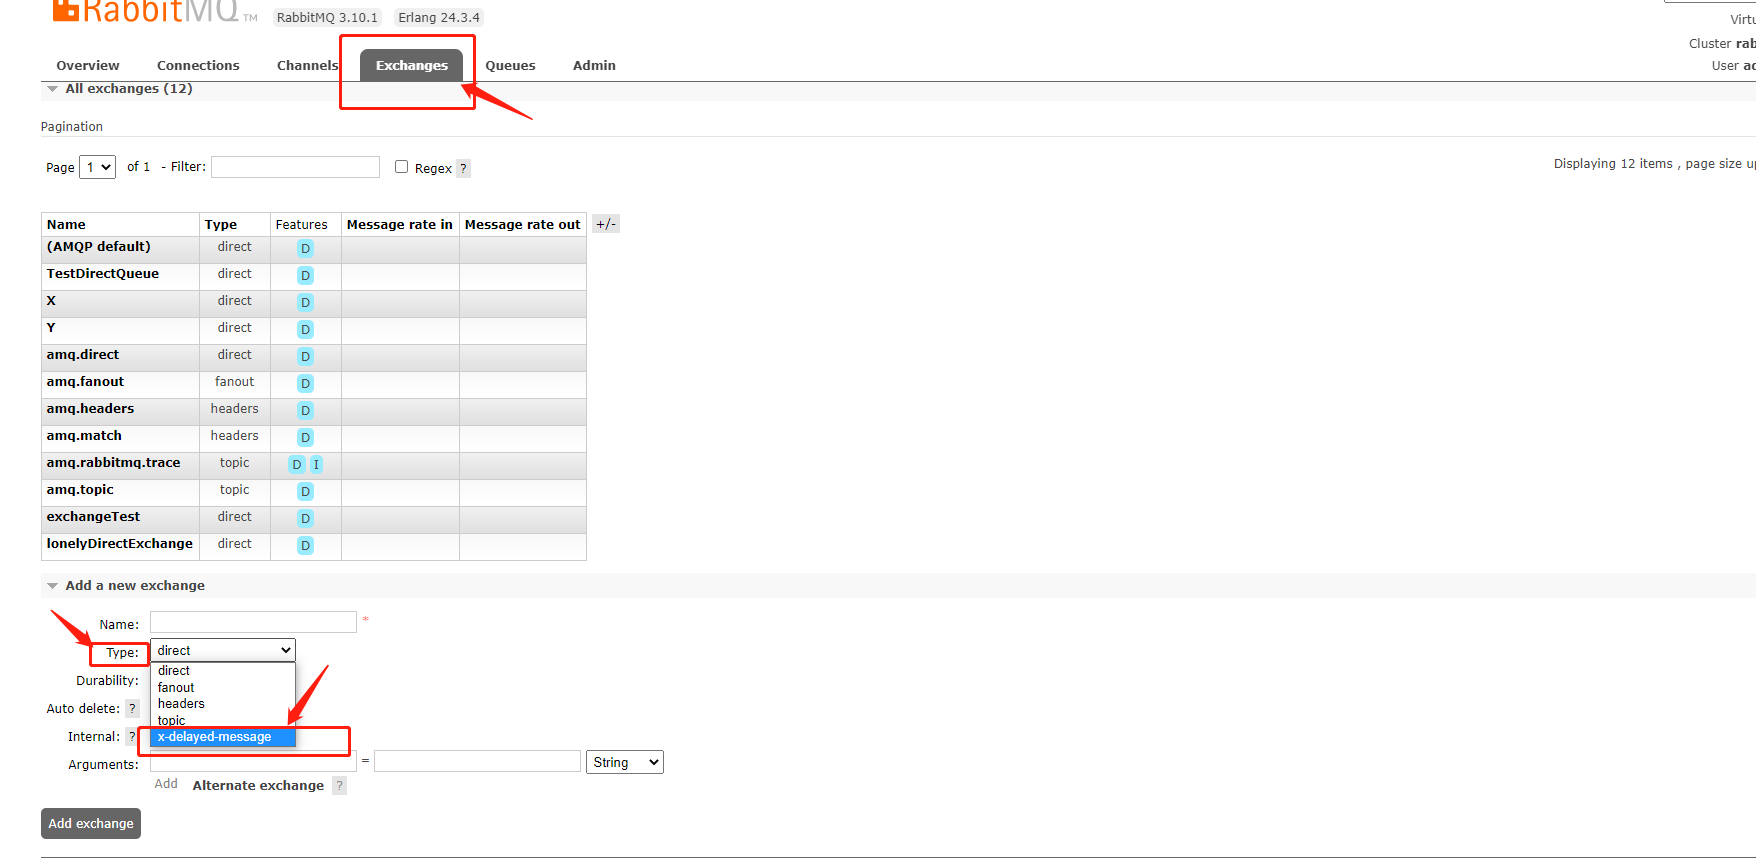 RabbitMQ TM RabbitMQ 3.10.1 Erlang 24.3.4
Virtu
Cluster rab
User ac
Overview Connections Channels Exchanges Queues Admin
All exchanges (12)
Pagination
Page 1 of 1 - Filter: Regex ?
Displaying 12 items , page size up
Name Type Features Message rate in Message rate out +/-
(AMQP default) direct D
TestDirectQueue direct D
X direct D
Y direct D
amq.direct direct D
amq.fanout fanout D
amq.headers headers D
amq.match headers D
amq.rabbitmq.trace topic D I
amq.topic topic D
exchangeTest direct D
lonelyDirectExchange direct D
Add a new exchange
Name: *
Type: direct
direct
Durability:
fanout
headers
Auto delete: ?
topic
Internal: ? x-delayed-message
Arguments: = String
Add Alternate exchange ?
Add exchange